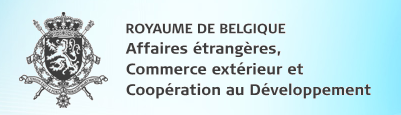 ROYAUME DE BELGIQUE
Affaires étrangères,
Commerce extérieur et
Coopération au Développement